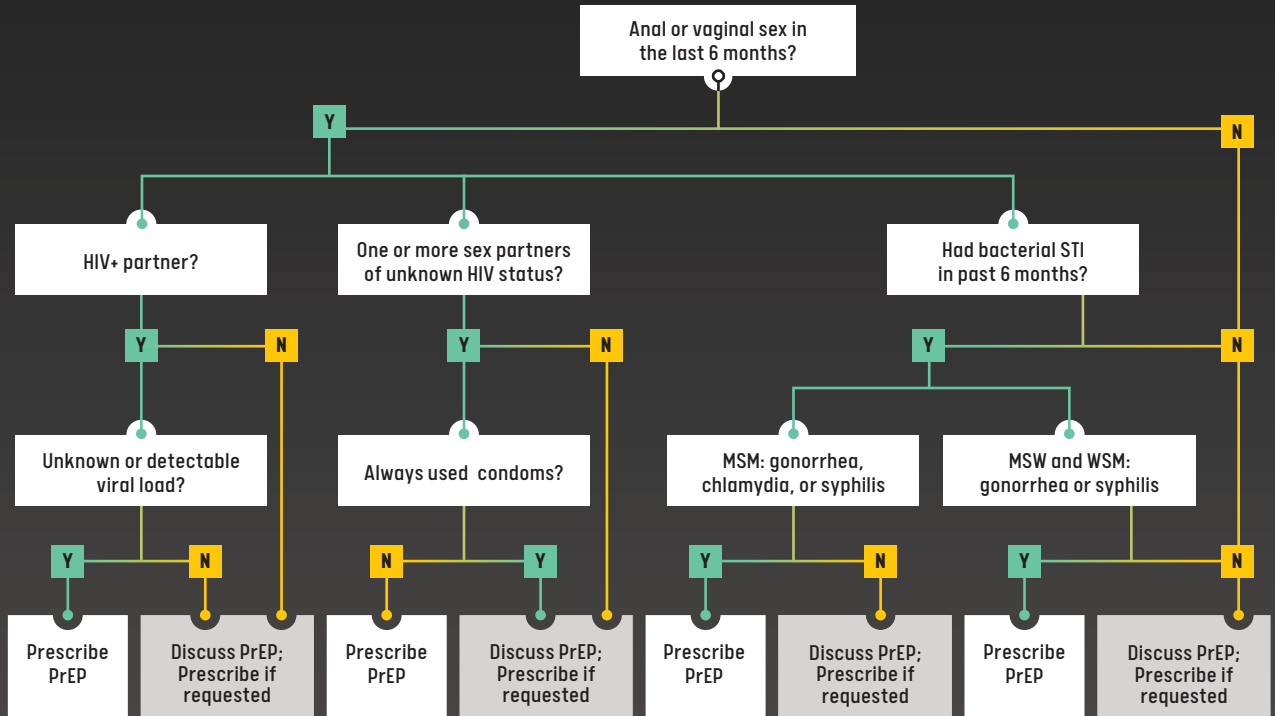 Anal or vaginal sex in
the last 6 months?
Y
N
HIV+ partner?
One or more sex partners
of unknown HIV status?
Had bacterial STI
in past 6 months?
Y
N
Y
N
Y
N
Unknown or detectable
viral load?
Always used condoms?
MSM: gonorrhea,
chlamydia, or syphilis
MSW and WSM:
gonorrhea or syphilis
Y
N
N
Y
Y
N
Y
N
Prescribe
PrEP
Discuss PrEP;
Prescribe if
requested
Prescribe
PrEP
Discuss PrEP;
Prescribe if
requested
Prescribe
PrEP
Discuss PrEP;
Prescribe if
requested
Prescribe
PrEP
Discuss PrEP;
Prescribe if
requested